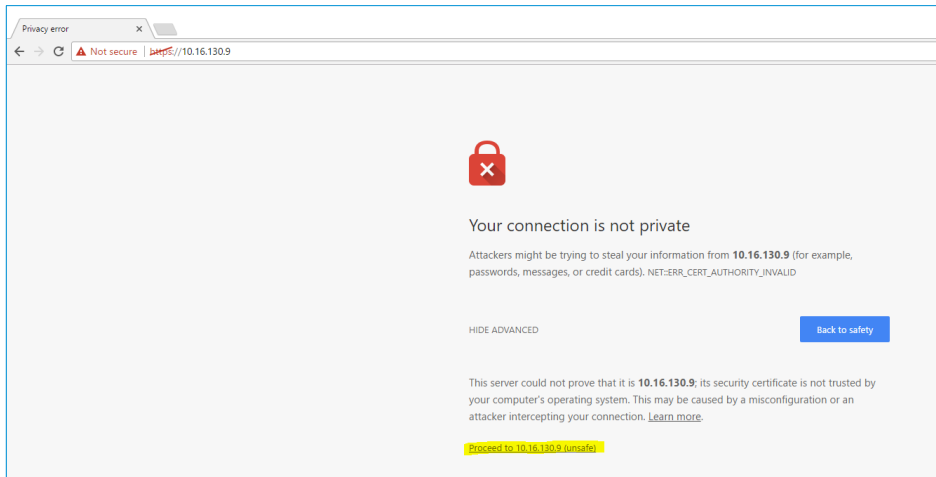 Privacy error
Not secure | https://10.16.130.9
Your connection is not private
Attackers might be trying to steal your information from 10.16.130.9 (for example,
passwords, messages, or credit cards). NET::ERR_CERT_AUTHORITY_INVALID
HIDE ADVANCED
Back to safety
This server could not prove that it is 10.16.130.9; its security certificate is not trusted by
your computer's operating system. This may be caused by a misconfiguration or an
attacker intercepting your connection. Learn more.
Proceed to 10.16.130.9 (unsafe)